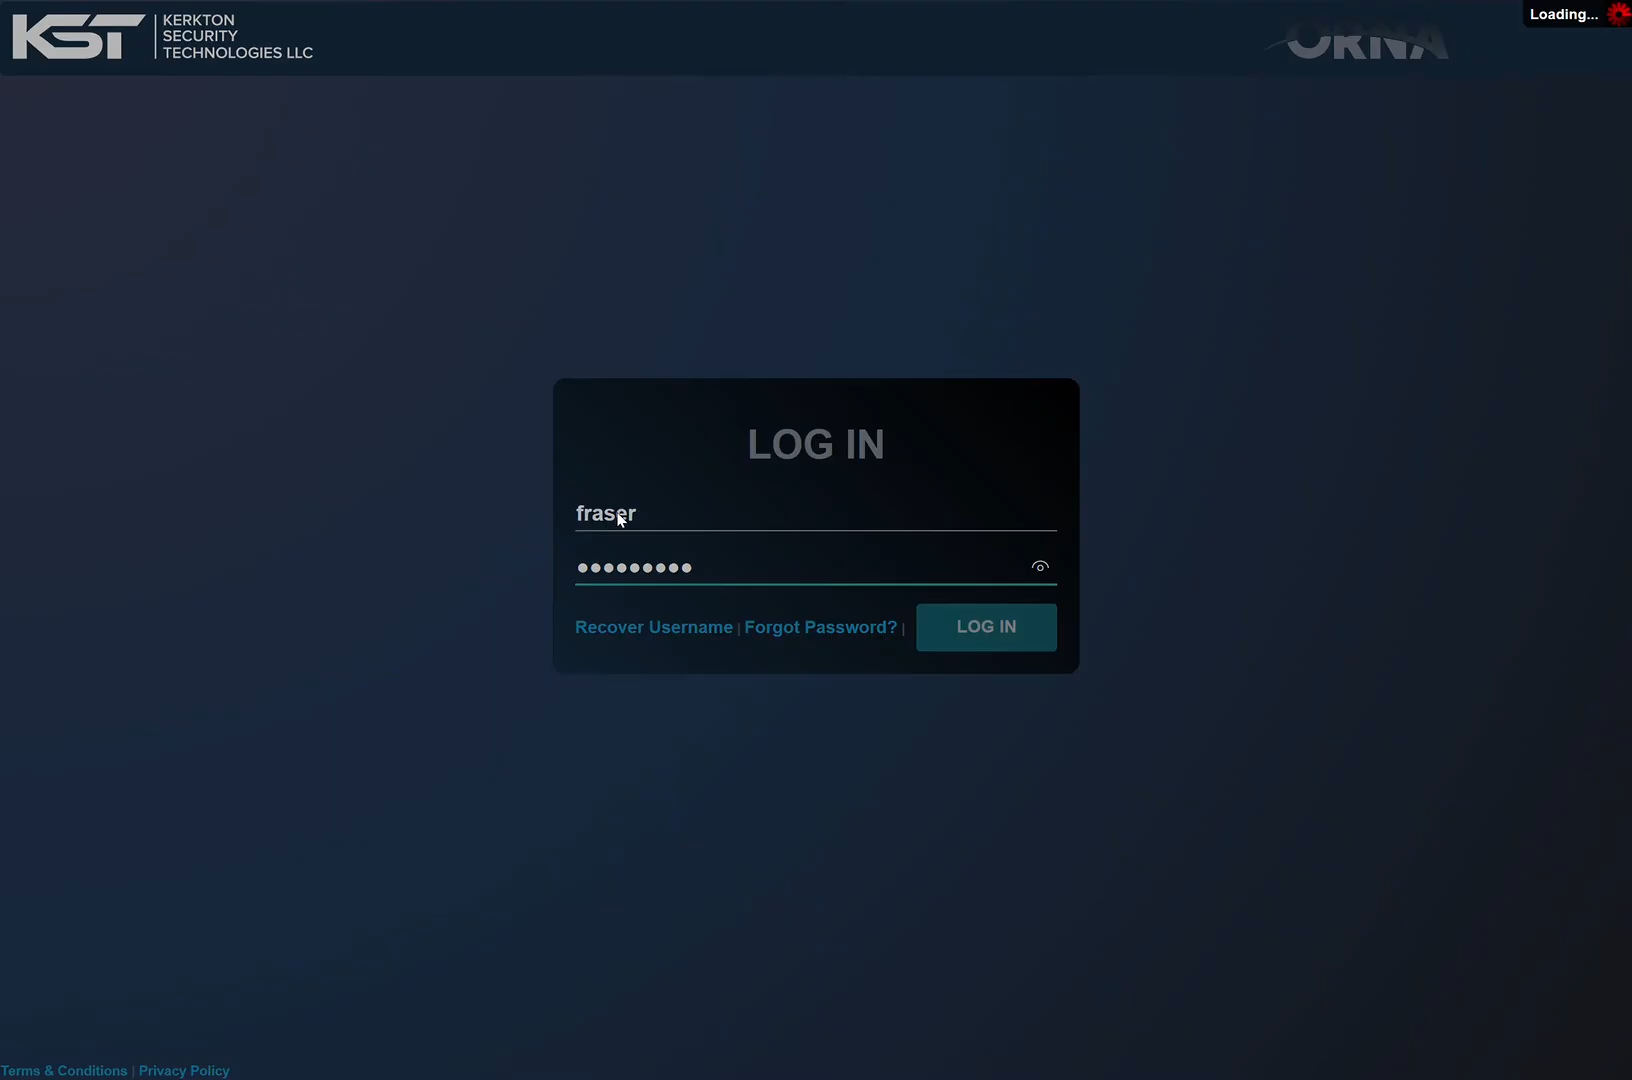 KST
KERKTON
SECURITY
TECHNOLOGIES LLC
ORNA
Loading...
LOG IN
fraser
●●●●●●●●●
Recover Username | Forgot Password? |
LOG IN
Terms & Conditions | Privacy Policy